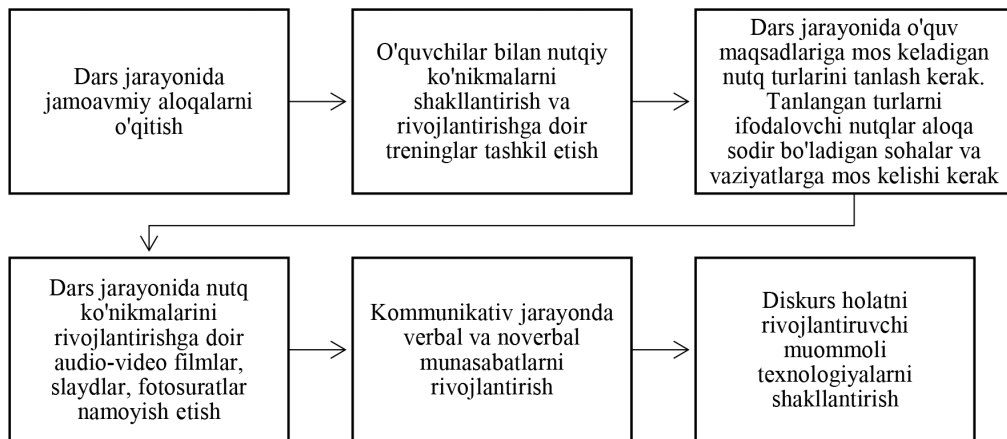 Dars jarayonida
jamoavmiy aloqalarni
o'qitish
O'quvchilar bilan nutqiy
ko'nikmalarni
shakllantirish va
rivojlantirishga doir
treninglar tashkil etish
Dars jarayonida o'quv
maqsadlariga mos keladigan
nutq turlarini tanlash kerak.
Tanlangan turlarni
ifodalovchi nutqlar aloqa
sodir bo'ladigan sohalar va
vaziyatlarga mos kelishi kerak
Dars jarayonida nutq
ko'nikmalarini
rivojlantirishga doir
audio-video filmlar,
slaydlar, fotosuratlar
namoyish etish
Kommunikativ jarayonda
verbal va noverbal
munasabatlarni
rivojlantirish
Diskurs holatni
rivojlantiruvchi
muommoli
texnologiyalarni
shakllantirish